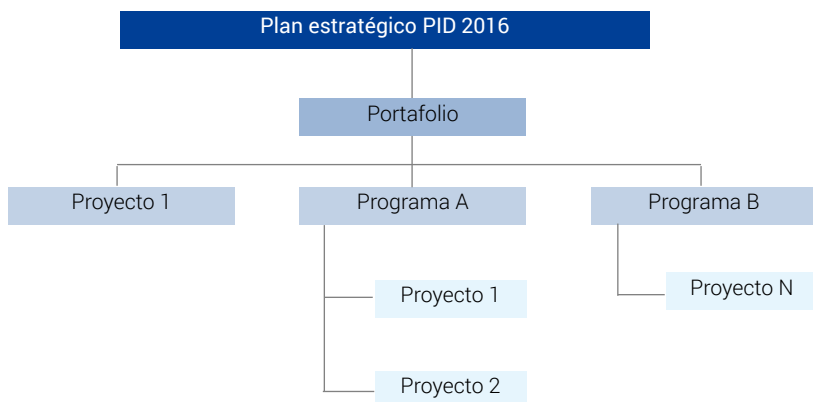 Plan estratégico PID 2016
Portafolio
Proyecto 1
Programa A
Programa B
Proyecto 1
Proyecto N
Proyecto 2